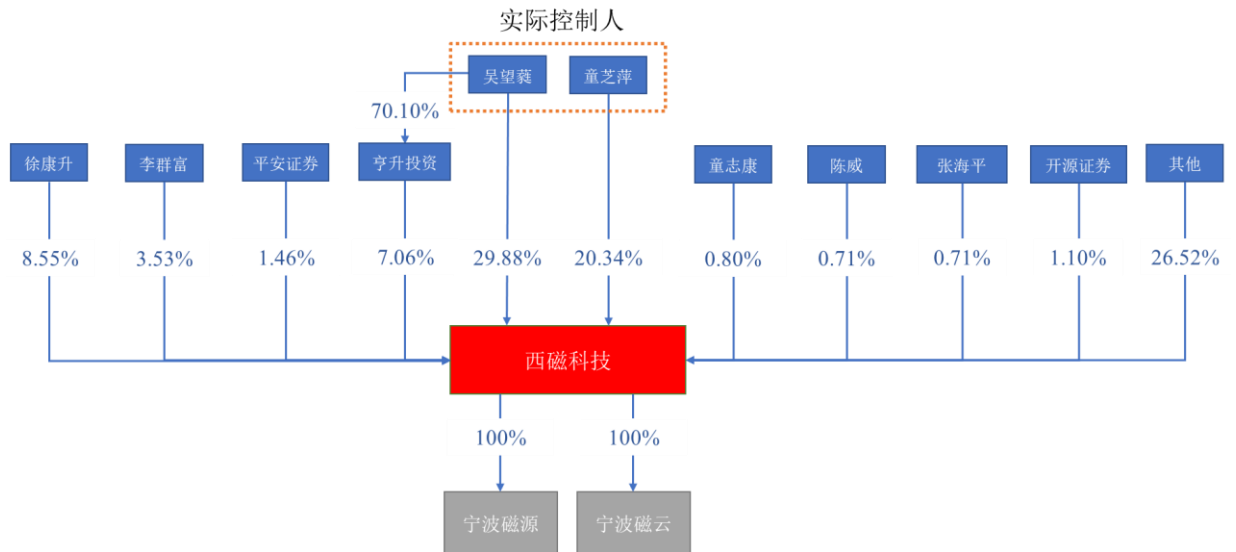 实际控制人
吴望蕤
童芝萍
70.10%
徐康升
李群富
平安证券
亨升投资
童志康
陈威
张海平
开源证券
其他
8.55%
3.53%
1.46%
7.06%
29.88%
20.34%
0.80%
0.71%
0.71%
1.10%
26.52%
西磁科技
100%
100%
宁波磁源
宁波磁云